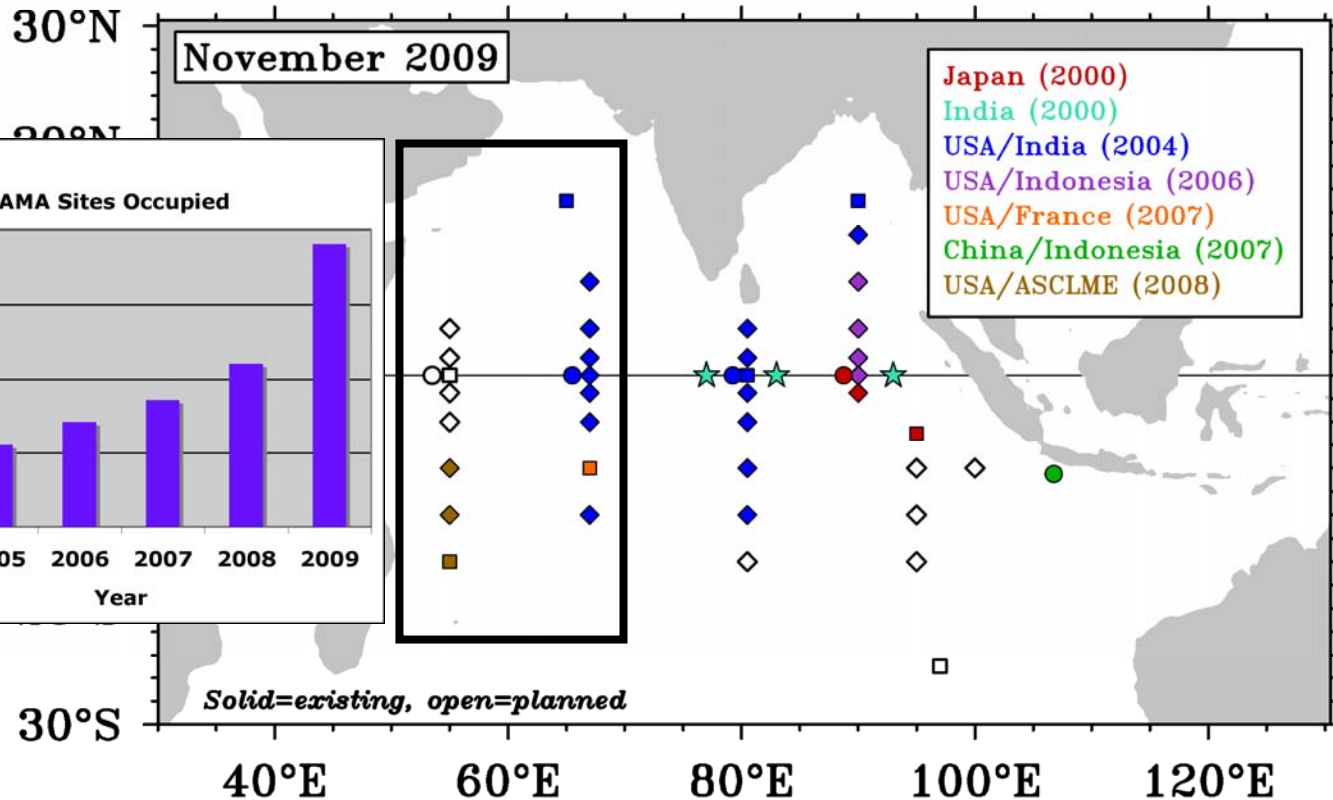 30°N
November 2009
Japan (2000)
India (2000)
USA/India (2004)
USA/Indonesia (2006)
USA/France (2007)
China/Indonesia (2007)
USA/ASCLME (2008)
AMA Sites Occupied
05 2006 2007 2008 2009
Year
Solid=existing, open=planned
30°S
40°E 60°E 80°E 100°E 120°E